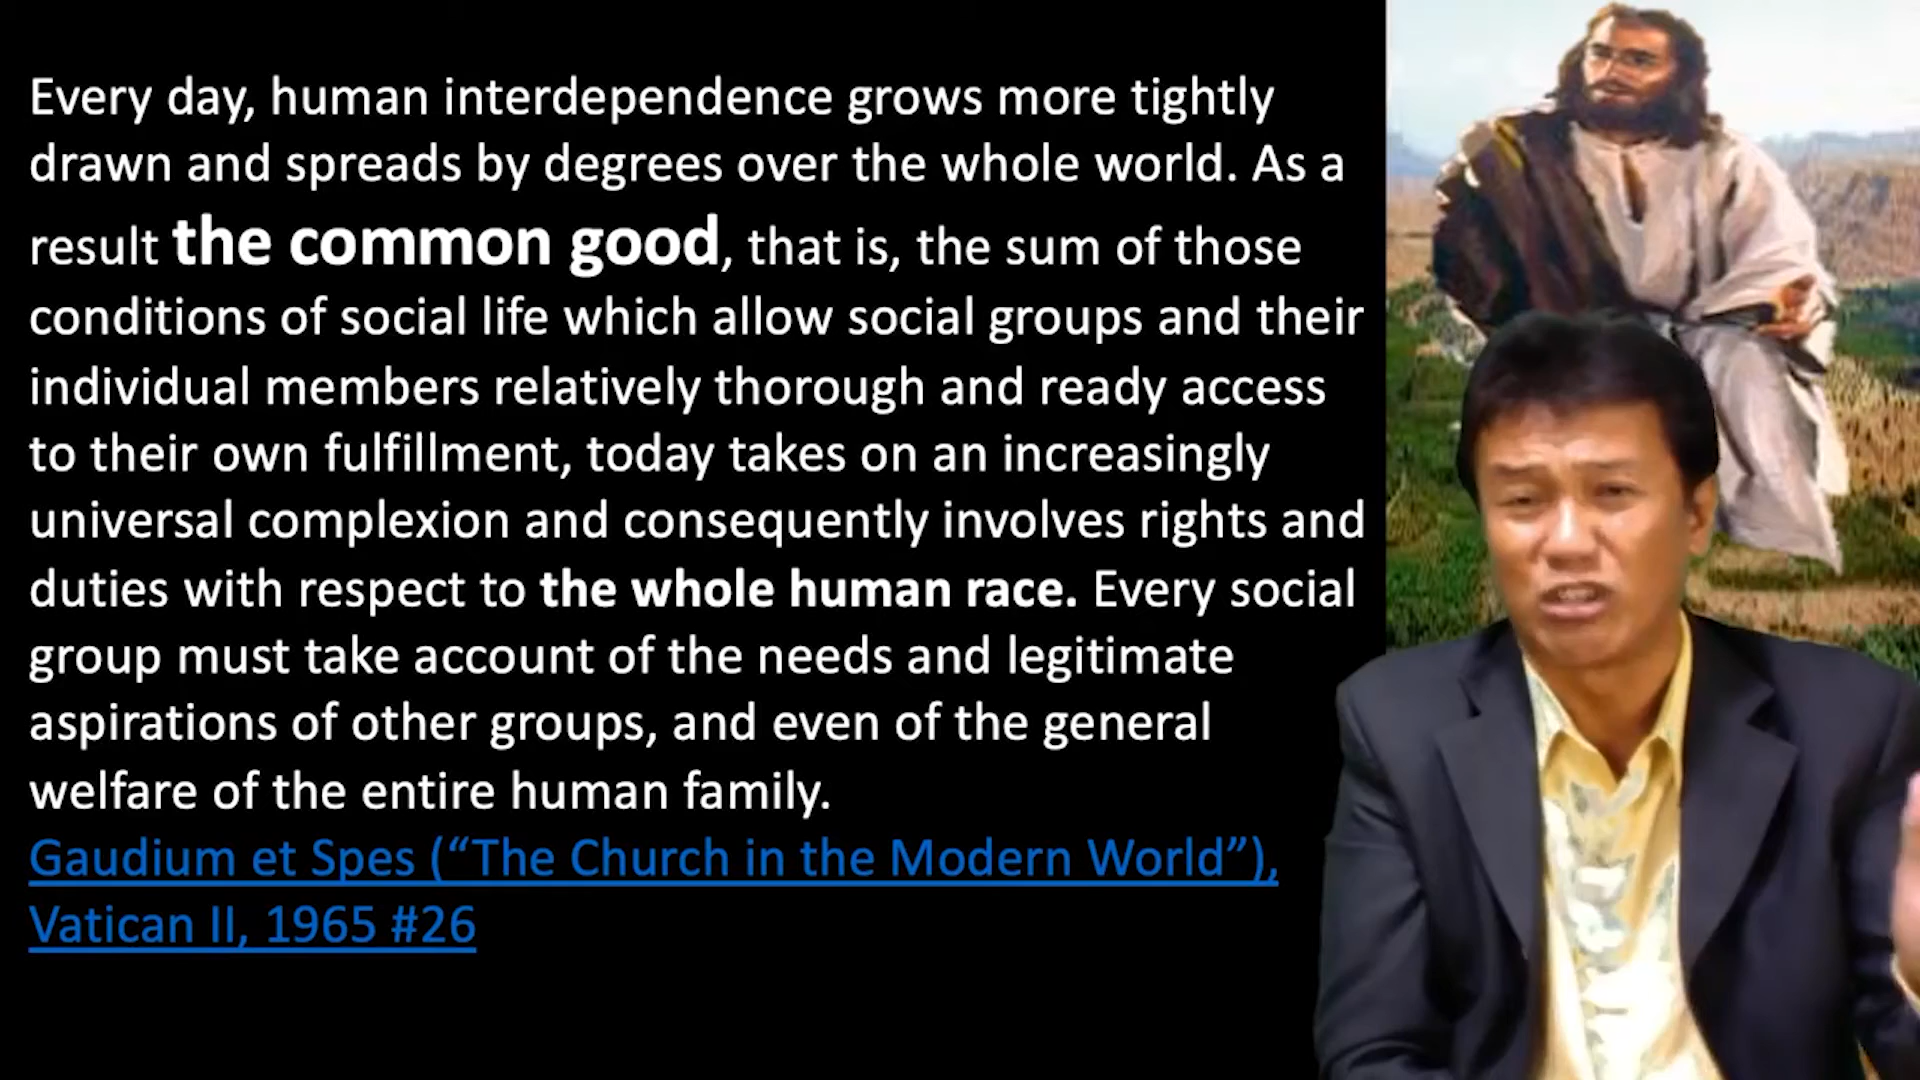 Every day, human interdependence grows more tightly
drawn and spreads by degrees over the whole world. As a
result the common good, that is, the sum of those
conditions of social life which allow social groups and their
individual members relatively thorough and ready access
to their own fulfillment, today takes on an increasingly
universal complexion and consequently involves rights and
duties with respect to the whole human race. Every social
group must take account of the needs and legitimate
aspirations of other groups, and even of the general
welfare of the entire human family.
Gaudium et Spes (“The Church in the Modern World”),
Vatican II, 1965 #26